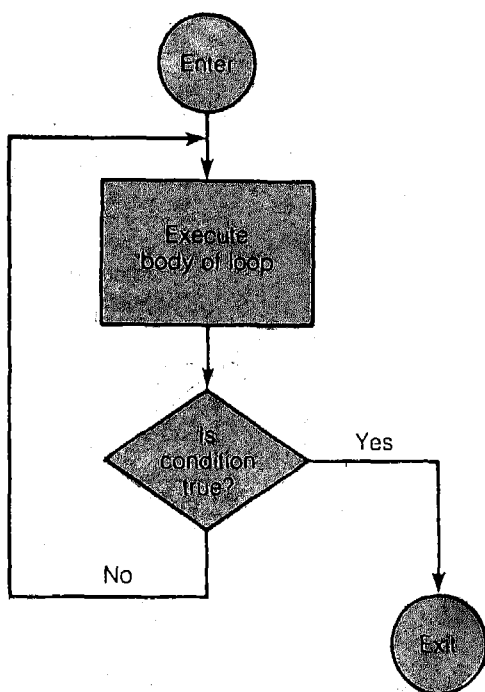 Enter
Execute
body of loop
Is
condition
true?
Yes
No
Exit